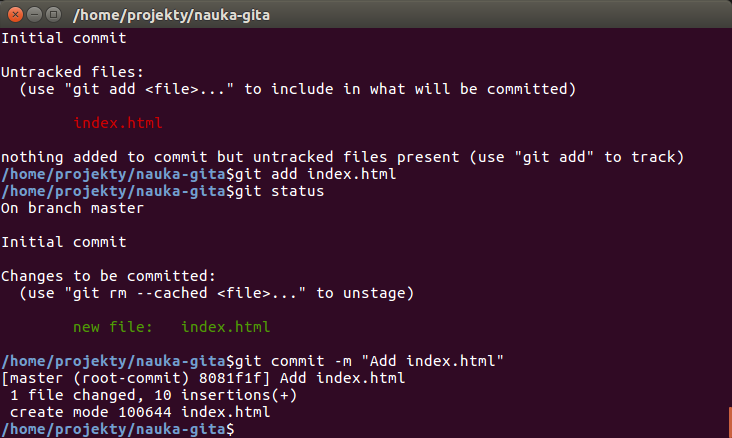 /home/projekty/nauka-gita
Initial commit
Untracked files:
(use "git add <file>..." to include in what will be committed)
index.html
nothing added to commit but untracked files present (use "git add" to track)
/home/projekty/nauka-gita$git add index.html
/home/projekty/nauka-gita$git status
On branch master
Initial commit
Changes to be committed:
(use "git rm --cached <file>..." to unstage)
new file:   index.html
/home/projekty/nauka-gita$git commit -m "Add index.html"
[master (root-commit) 8081f1f] Add index.html
1 file changed, 10 insertions(+)
create mode 100644 index.html
/home/projekty/nauka-gita$